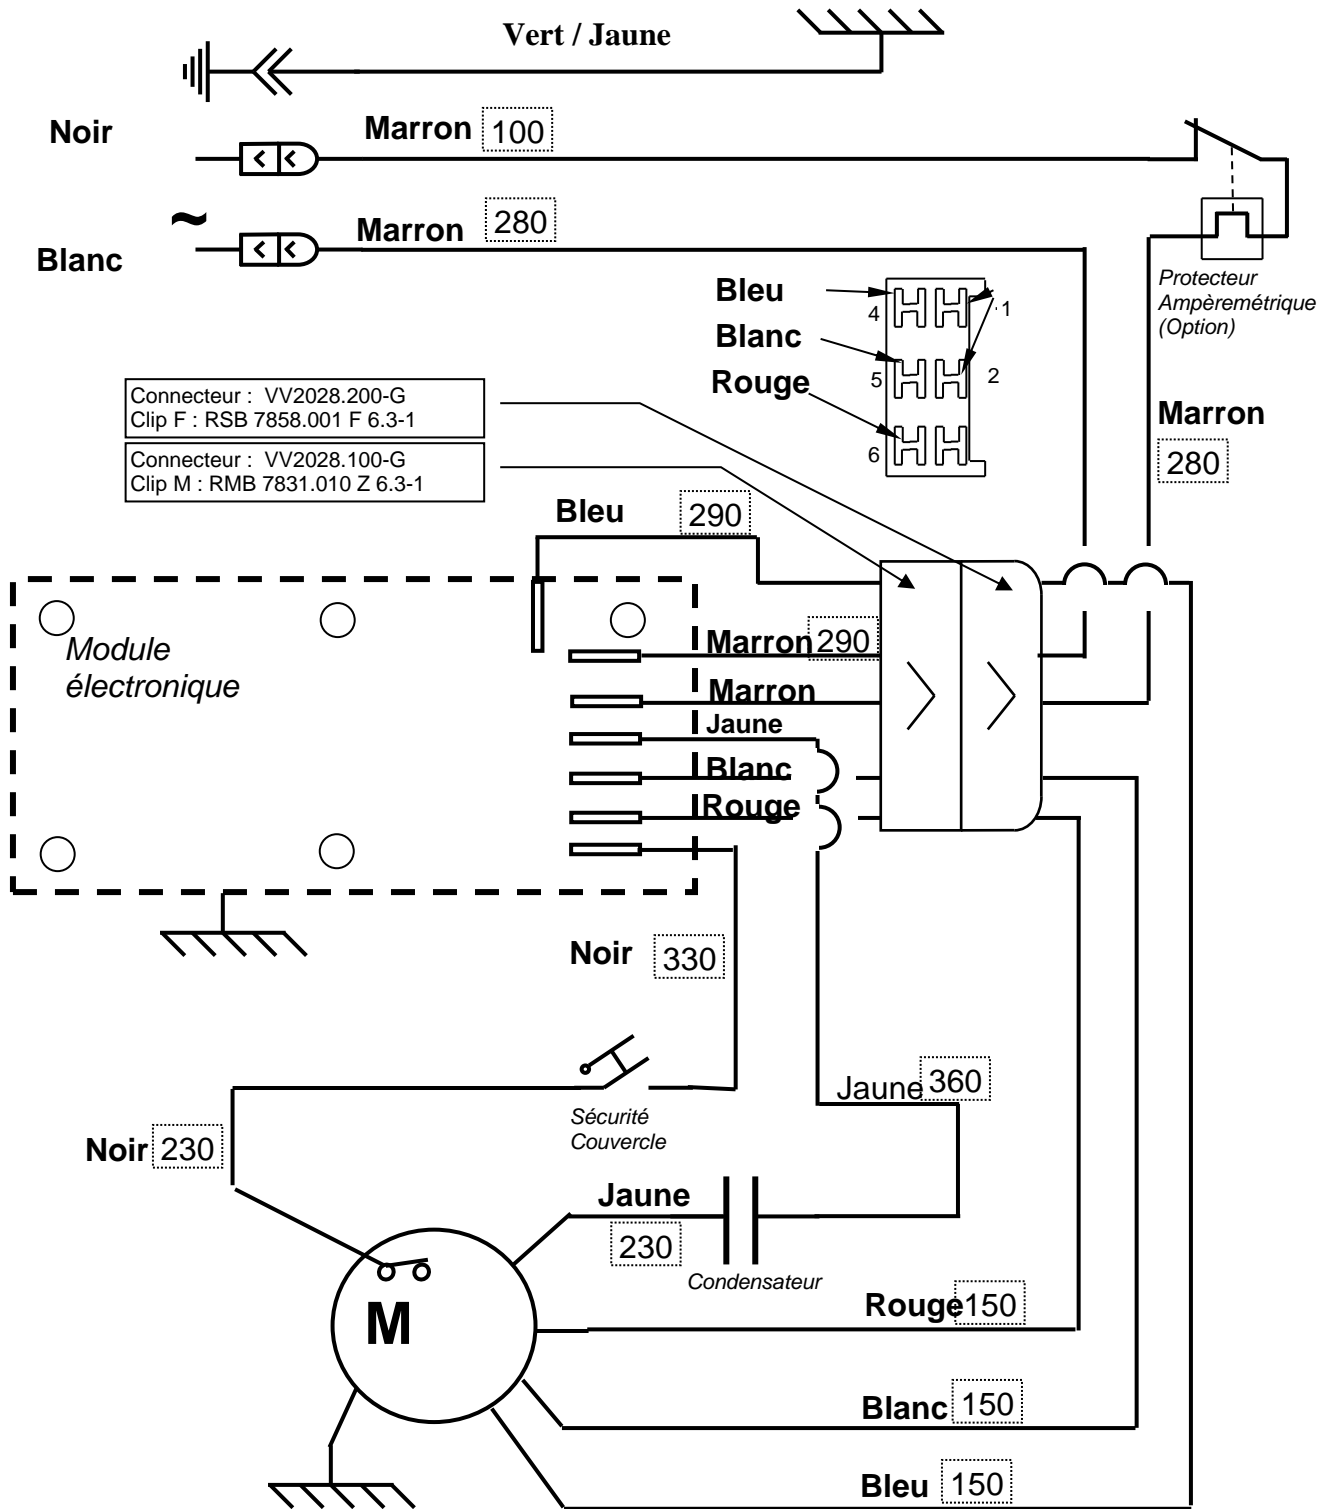 Vert / Jaune
Noir
Marron 100
~
Marron 280
Blanc
Protecteur
Ampèremétrique
(Option)
Bleu
4
1
Blanc
5
2
Rouge
6
Connecteur : VV2028.200-G
Clip F : RSB 7858.001 F 6.3-1
Connecteur : VV2028.100-G
Clip M : RMB 7831.010 Z 6.3-1
Marron
280
Bleu 290
Module
électronique
Marron 290
Marron
Jaune
Blanc
Rouge
Noir 330
Sécurité
Couvercle
Jaune 360
Noir 230
Jaune
230
Condensateur
M
Rouge 150
Blanc 150
Bleu 150